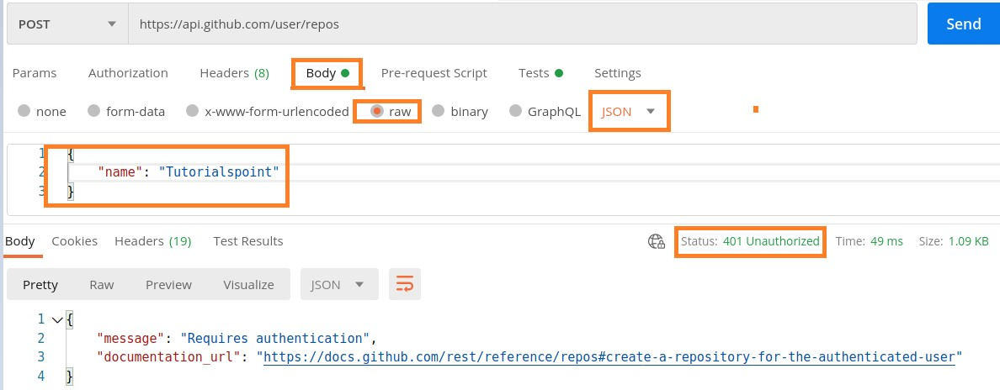 POST https://api.github.com/user/repos Send
Params Authorization Headers (8) Body Pre-request Script Tests Settings
none form-data x-www-form-urlencoded raw binary GraphQL JSON
1 {
2 "name": "Tutorialspoint"
3 }
Body Cookies Headers (19) Test Results Status: 401 Unauthorized Time: 49 ms Size: 1.09 KB
Pretty Raw Preview Visualize JSON
1 {
2 "message": "Requires authentication",
3 "documentation_url": "https://docs.github.com/rest/reference/repos#create-a-repository-for-the-authenticated-user"
4 }